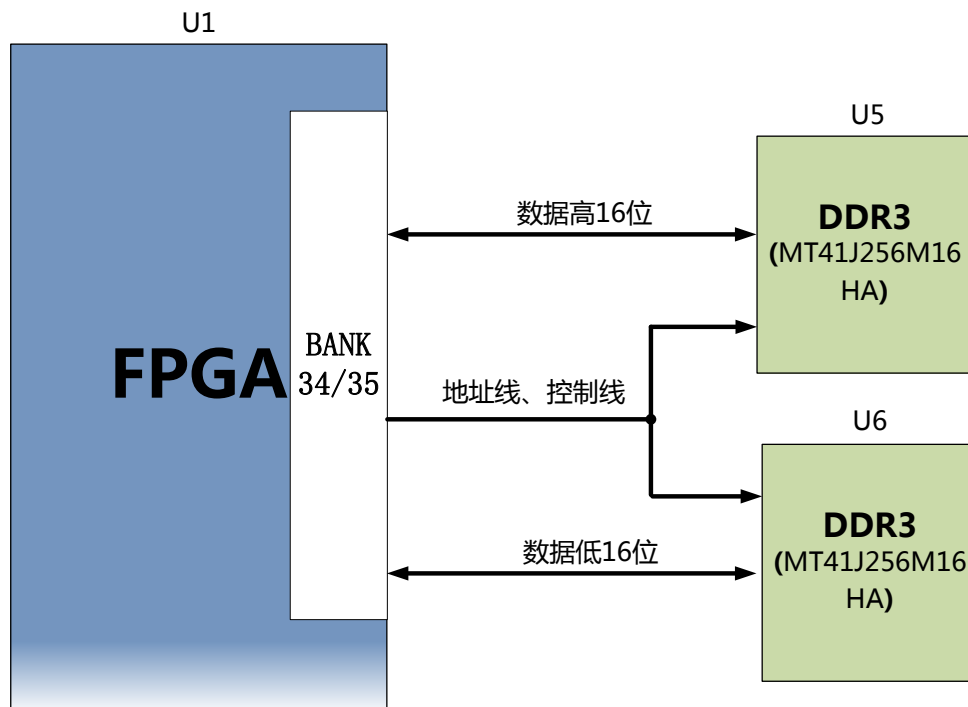 U1
FPGA
BANK
34/35
数据高16位
地址线、控制线
数据低16位
U5
DDR3
(MT41J256M16
HA)
U6
DDR3
(MT41J256M16
HA)